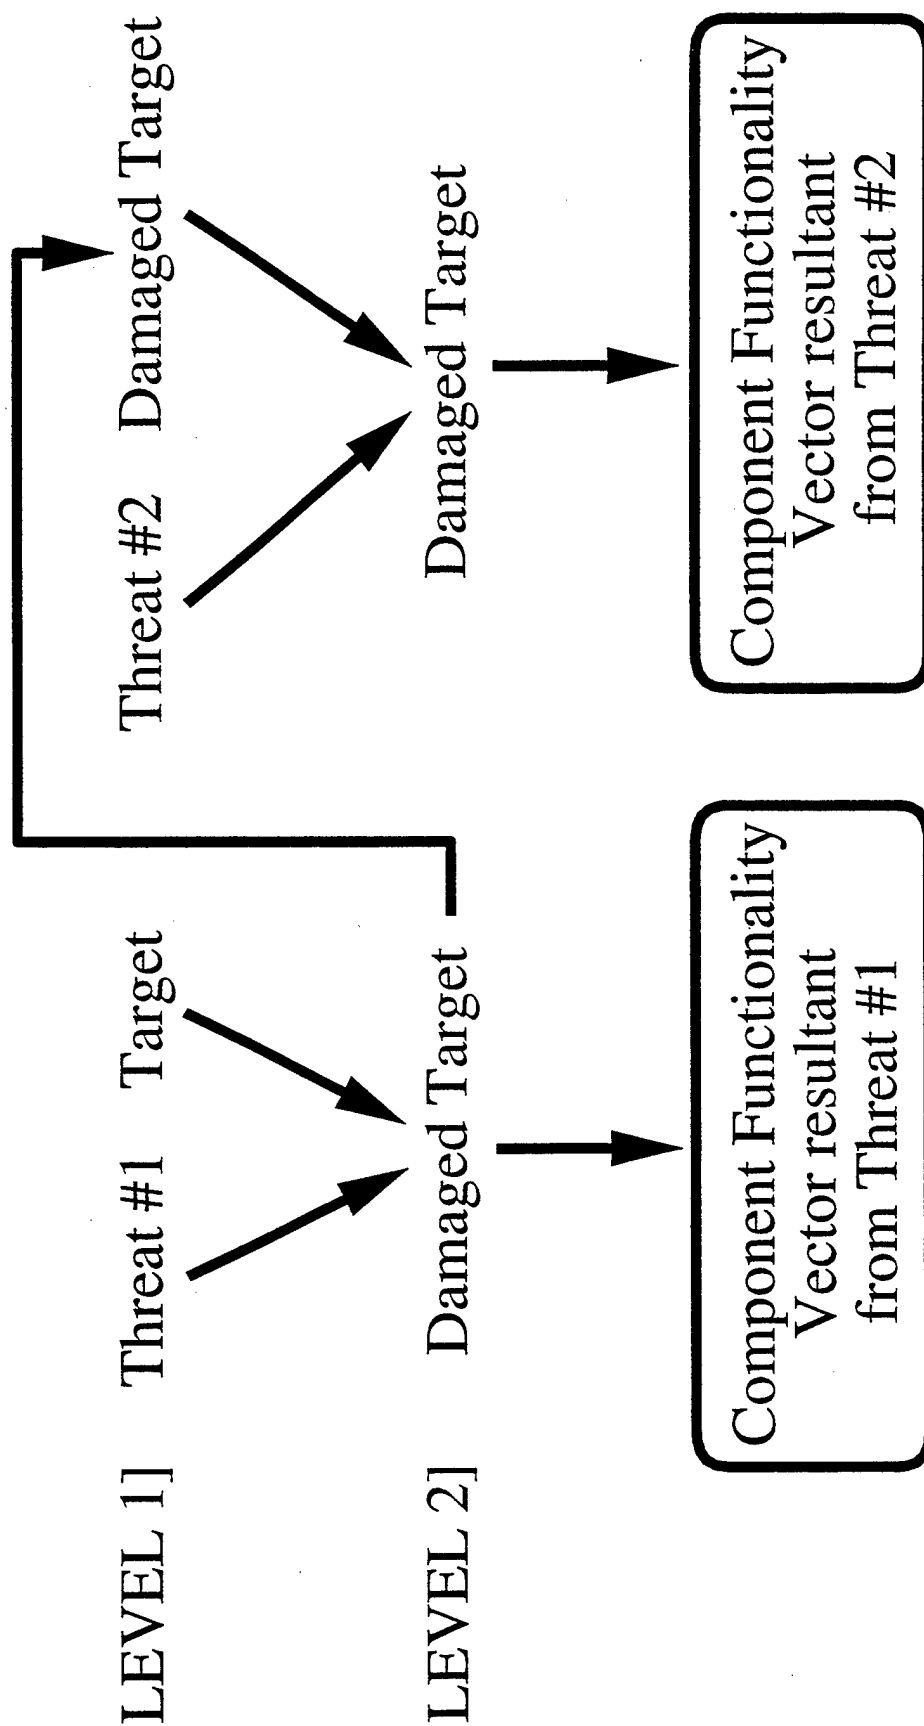 LEVEL 1] Threat #1 Target Threat #2 Damaged Target
LEVEL 2] Damaged Target Damaged Target
Component Functionality
Vector resultant
from Threat #1
Component Functionality
Vector resultant
from Threat #2